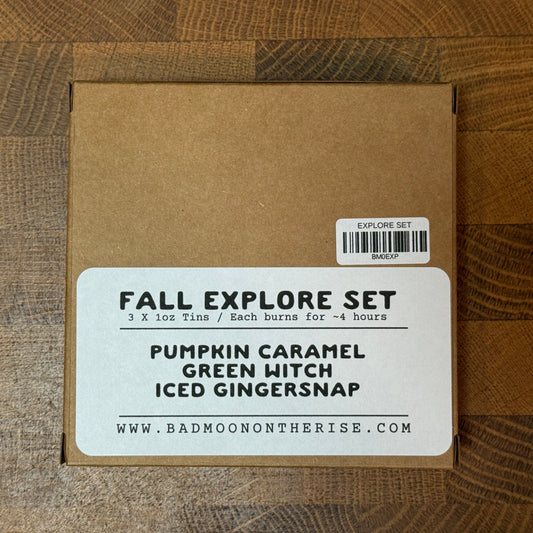 EXPLORE SET
BM0EXP
FALL EXPLORE SET
3 X 1oz Tins / Each burns for ~4 hours
PUMPKIN CARAMEL
GREEN WITCH
ICED GINGERSNAP
WWW.BADMOONONTHERISE.COM